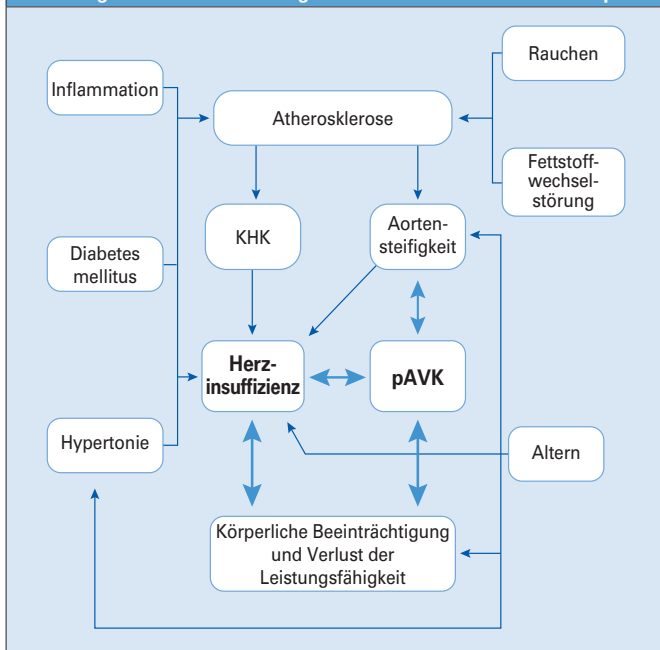 Rauchen
Inflammation
Atherosklerose
Fettstoff-
wechsel-
störung
KHK
Aorten-
steifigkeit
Diabetes
mellitus
Herz-
insuffizienz
pAVK
Hypertonie
Altern
Körperliche Beeinträchtigung
und Verlust der
Leistungsfähigkeit